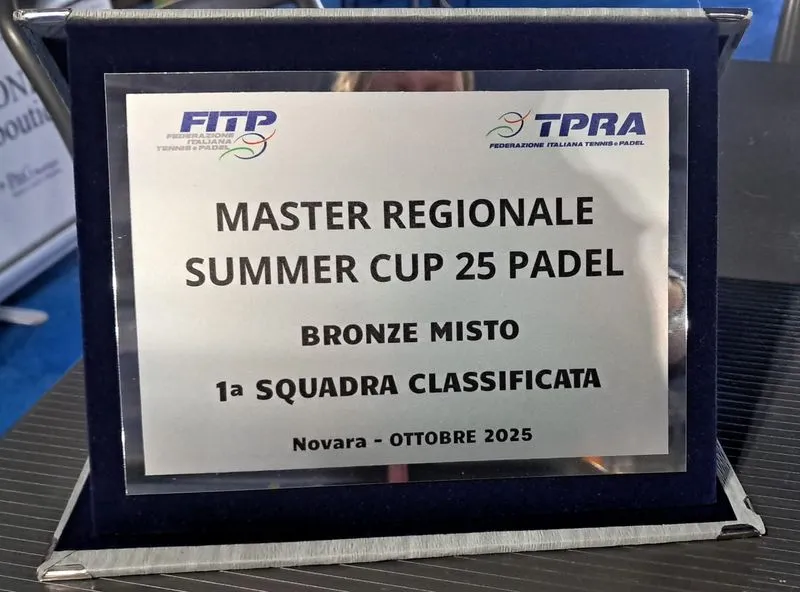 FITP
FEDERAZIONE
ITALIANA
TENNIS e PADEL
TPRA
FEDERAZIONE ITALIANA TENNIS e PADEL
MASTER REGIONALE
SUMMER CUP 25 PADEL
BRONZE MISTO
1a SQUADRA CLASSIFICATA
Novara - OTTOBRE 2025